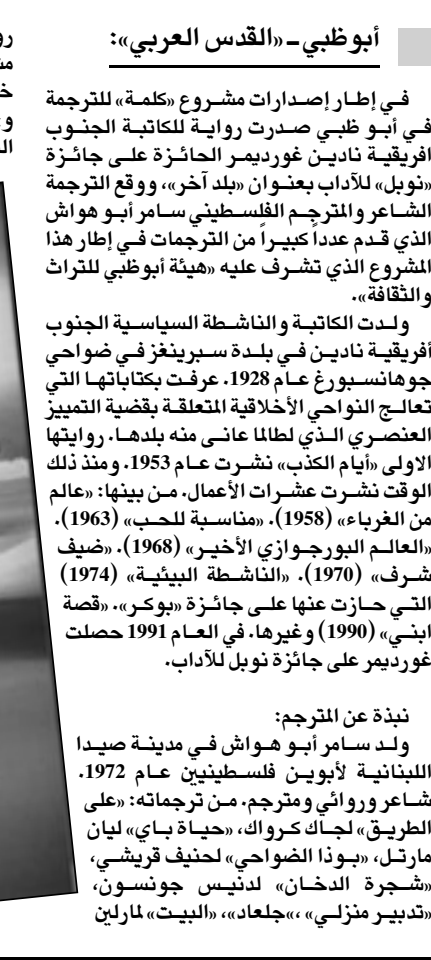 أبوظبي ـ «القدس العربي»:
في إطار إصدارات مشروع «كلمة» للترجمة
في أبو ظبي صدرت رواية للكاتبة الجنوب
افريقية نادين غورديمر الحائزة على جائزة
«نوبل» للآداب بعنوان «بلد آخر»، ووقع الترجمة
الشاعر والمترجم الفلسطيني سامر أبو هواش
الذي قدم عدداً كبيراً من الترجمات في إطار هذا
المشروع الذي تشرف عليه «هيئة أبوظبي للتراث
والثقافة».
ولدت الكاتبة والناشطة السياسية الجنوب
أفريقية نادين في بلدة سبرينغز في ضواحي
جوهانسبورغ عام 1928. عرفت بكتاباتها التي
تعالج النواحي الأخلاقية المتعلقة بقضية التمييز
العنصري الذي لطالما عانى منه بلدها. روايتها
الاولى «أيام الكذب» نشرت عام 1953. ومنذ ذلك
الوقت نشرت عشرات الأعمال. من بينها: «عالم
من الغرباء» (1958). «مناسبة للحب» (1963).
«العالم البورجوازي الأخير» (1968). «ضيف
شرف» (1970). «الناشطة البيئية» (1974)
التي حازت عنها على جائزة «بوكر». «قصة
ابني» (1990) وغيرها. في العام 1991 حصلت
غورديمر على جائزة نوبل للآداب.
نبذة عن المترجم:
ولد سامر أبو هواش في مدينة صيدا
اللبنانية لأبوين فلسطينيين عام 1972.
شاعر وروائي ومترجم. من ترجماته: «على
الطريق» لجاك كرواك، «حياة باي» ليان
مارتل، «بوذا الضواحي» لحنيف قريشي،
«شجرة الدخان» لدنيس جونسون،
«تدبير منزلي» ،«جلعاد»، «البيت» لمارلين